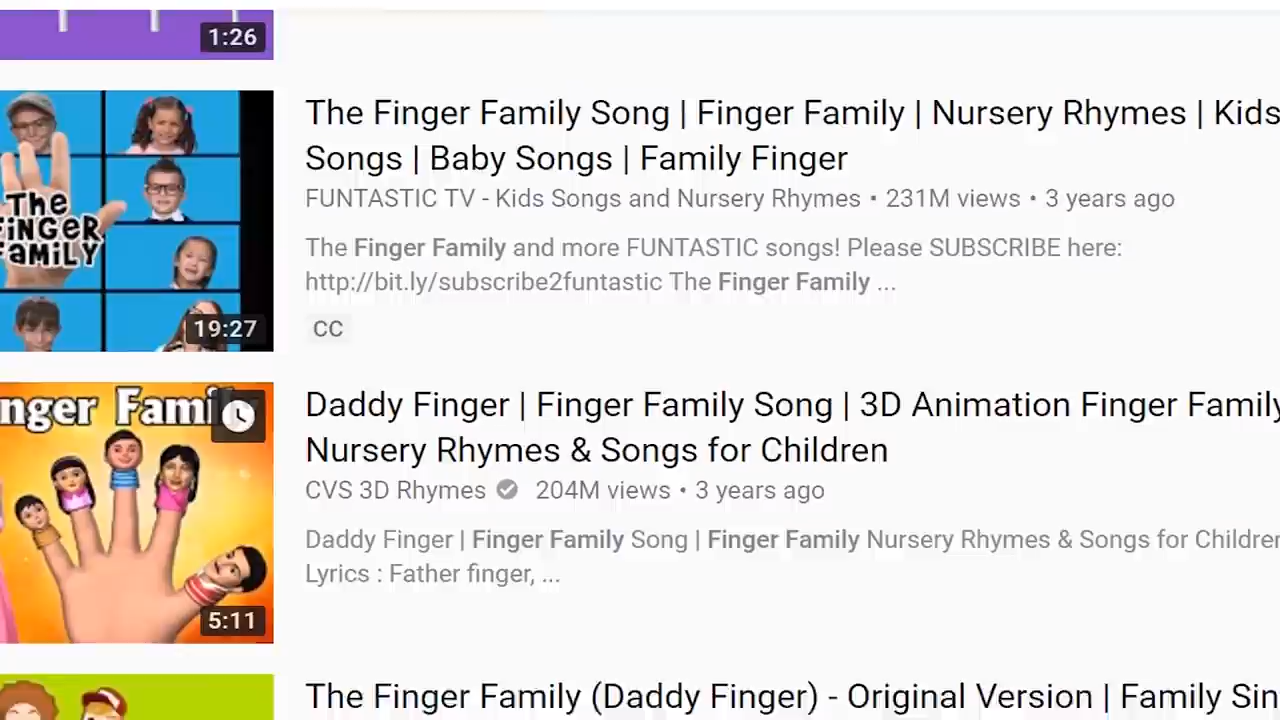 1:26
The Finger Family Song | Finger Family | Nursery Rhymes | Kids
Songs | Baby Songs | Family Finger
FUNTASTIC TV - Kids Songs and Nursery Rhymes • 231M views • 3 years ago
The Finger Family and more FUNTASTIC songs! Please SUBSCRIBE here:
http://bit.ly/subscribe2funtastic The Finger Family ...
CC
The
FiNGeR
FaMiLY
19:27
Daddy Finger | Finger Family Song | 3D Animation Finger Family
Nursery Rhymes & Songs for Children
CVS 3D Rhymes 204M views • 3 years ago
Daddy Finger | Finger Family Song | Finger Family Nursery Rhymes & Songs for Children
Lyrics : Father finger, ...
nger Family
5:11
The Finger Family (Daddy Finger) - Original Version | Family Sin